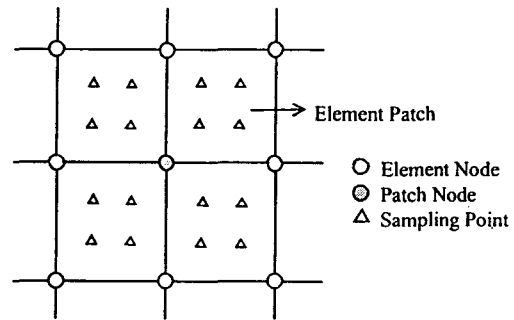 Element Patch
Element Node
Patch Node
Sampling Point